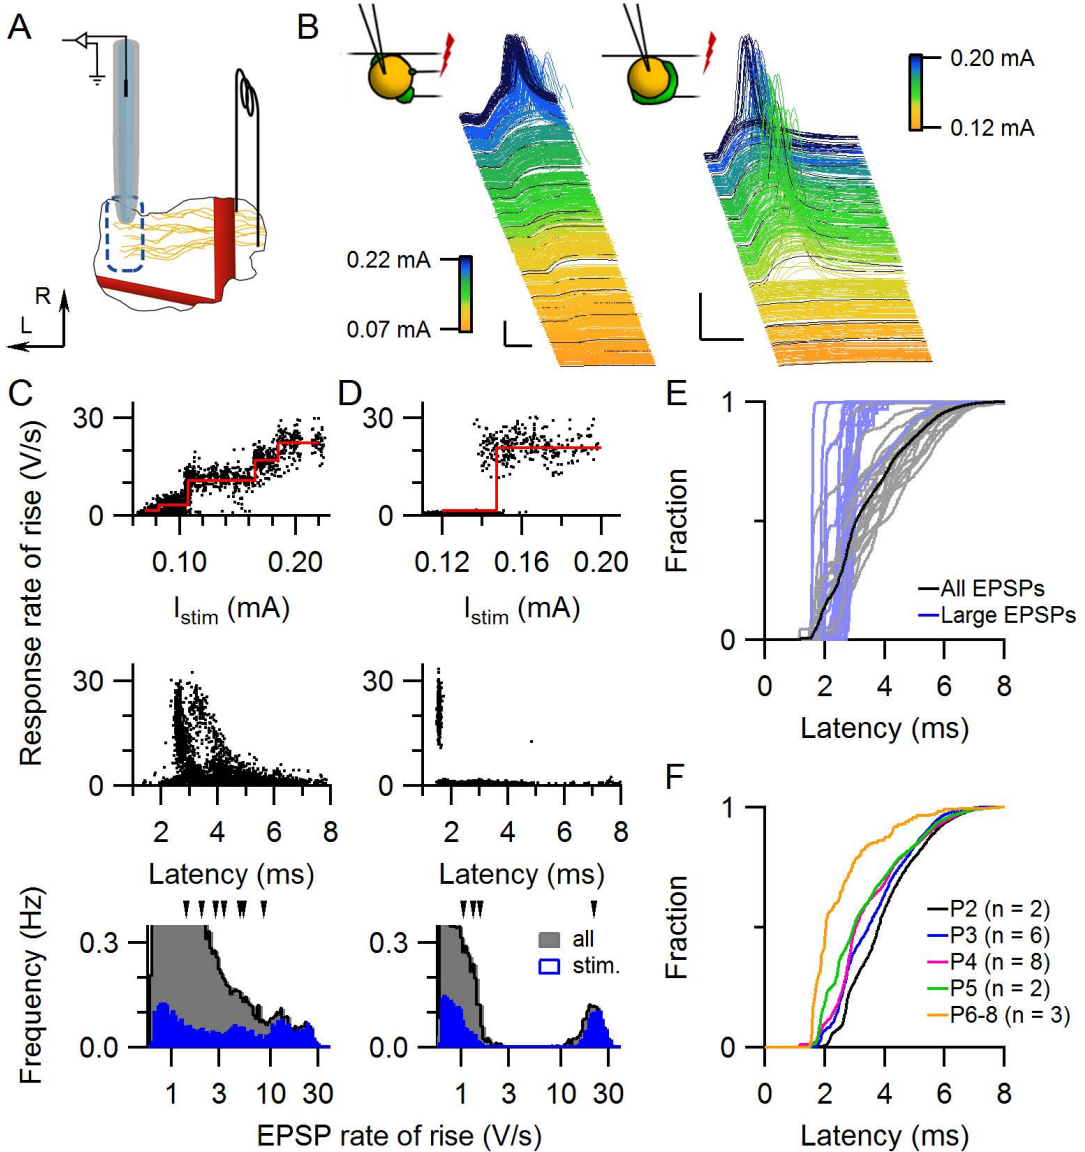 A
R
L
B
0.22 mA
0.07 mA
0.20 mA
0.12 mA
C
Response rate of rise (V/s)
30
0
0.10 0.20
Istim (mA)
30
0
2 4 6 8
Latency (ms)
D
0.12 0.16 0.20
Istim (mA)
2 4 6 8
Latency (ms)
Frequency (Hz)
0.3
0.0
1 3 10 30
0.3
0.0
all
stim.
1 3 10 30
EPSP rate of rise (V/s)
E
Fraction
1
0
All EPSPs
Large EPSPs
0 2 4 6 8
Latency (ms)
F
Fraction
1
0
P2 (n = 2)
P3 (n = 6)
P4 (n = 8)
P5 (n = 2)
P6-8 (n = 3)
0 2 4 6 8
Latency (ms)